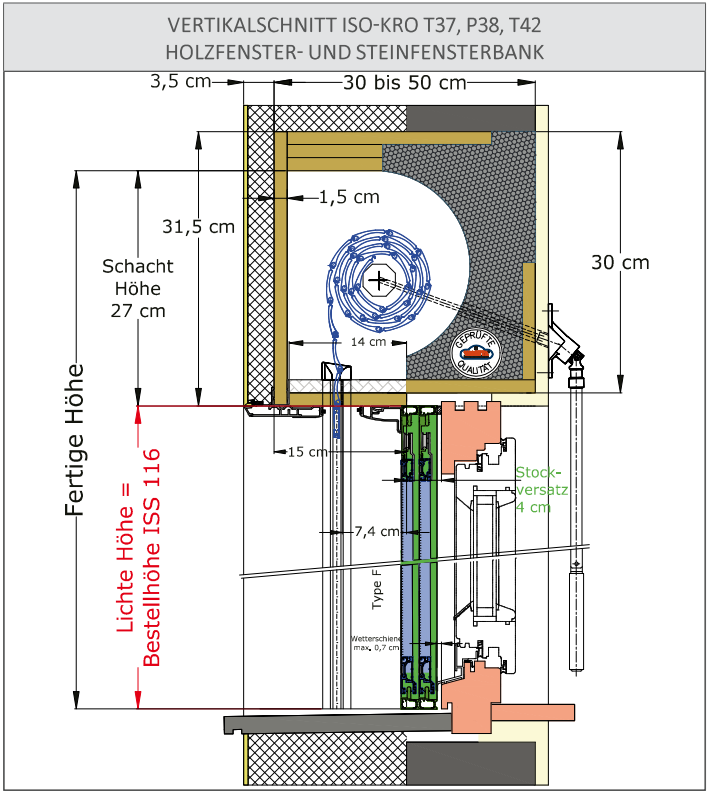 VERTIKALSCHNITT ISO-KRO T37, P38, T42
HOLZFENSTER- UND STEINFENSTERBANK
3,5 cm
30 bis 50 cm
1,5 cm
31,5 cm
Schacht
Höhe
27 cm
30 cm
14 cm
GEPRÜFTE
QUALITÄT
Fertige Höhe
Lichte Höhe =
Bestellhöhe ISS 116
15 cm
Stock-
versatz
4 cm
7,4 cm
Type F
Wetterschiene
max. 0,7 cm